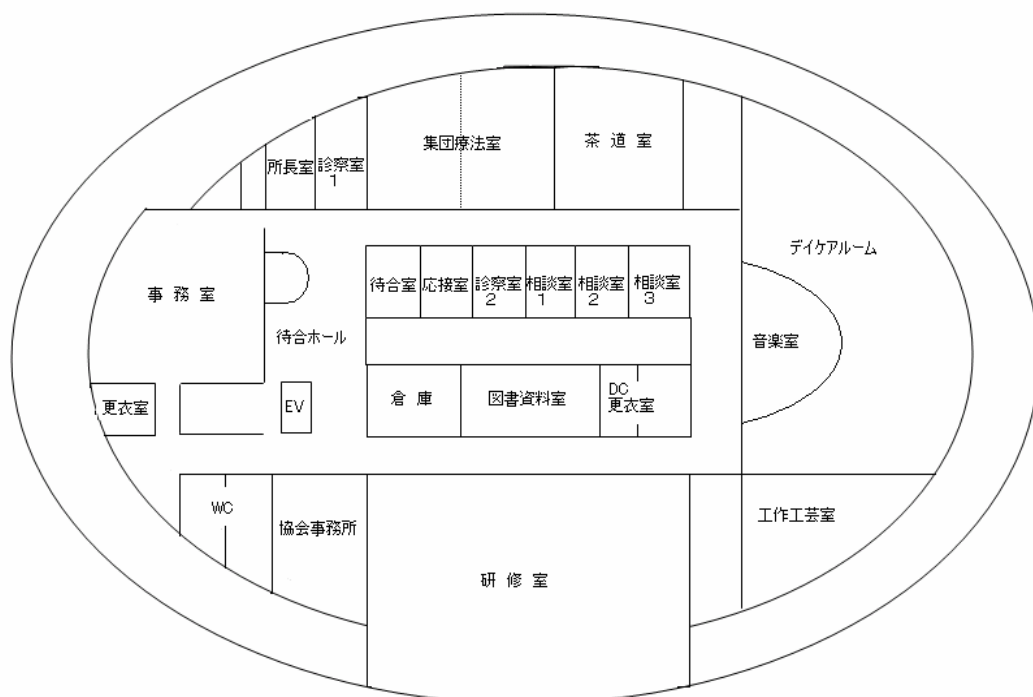 集団療法室
茶道室
所長室
診察室
1
デイケアルーム
待合室
応接室
診察室
2
相談室
1
相談室
2
相談室
3
事務室
待合ホール
音楽室
更衣室
EV
倉庫
図書資料室
DC
更衣室
WC
協会事務所
工作工芸室
研修室